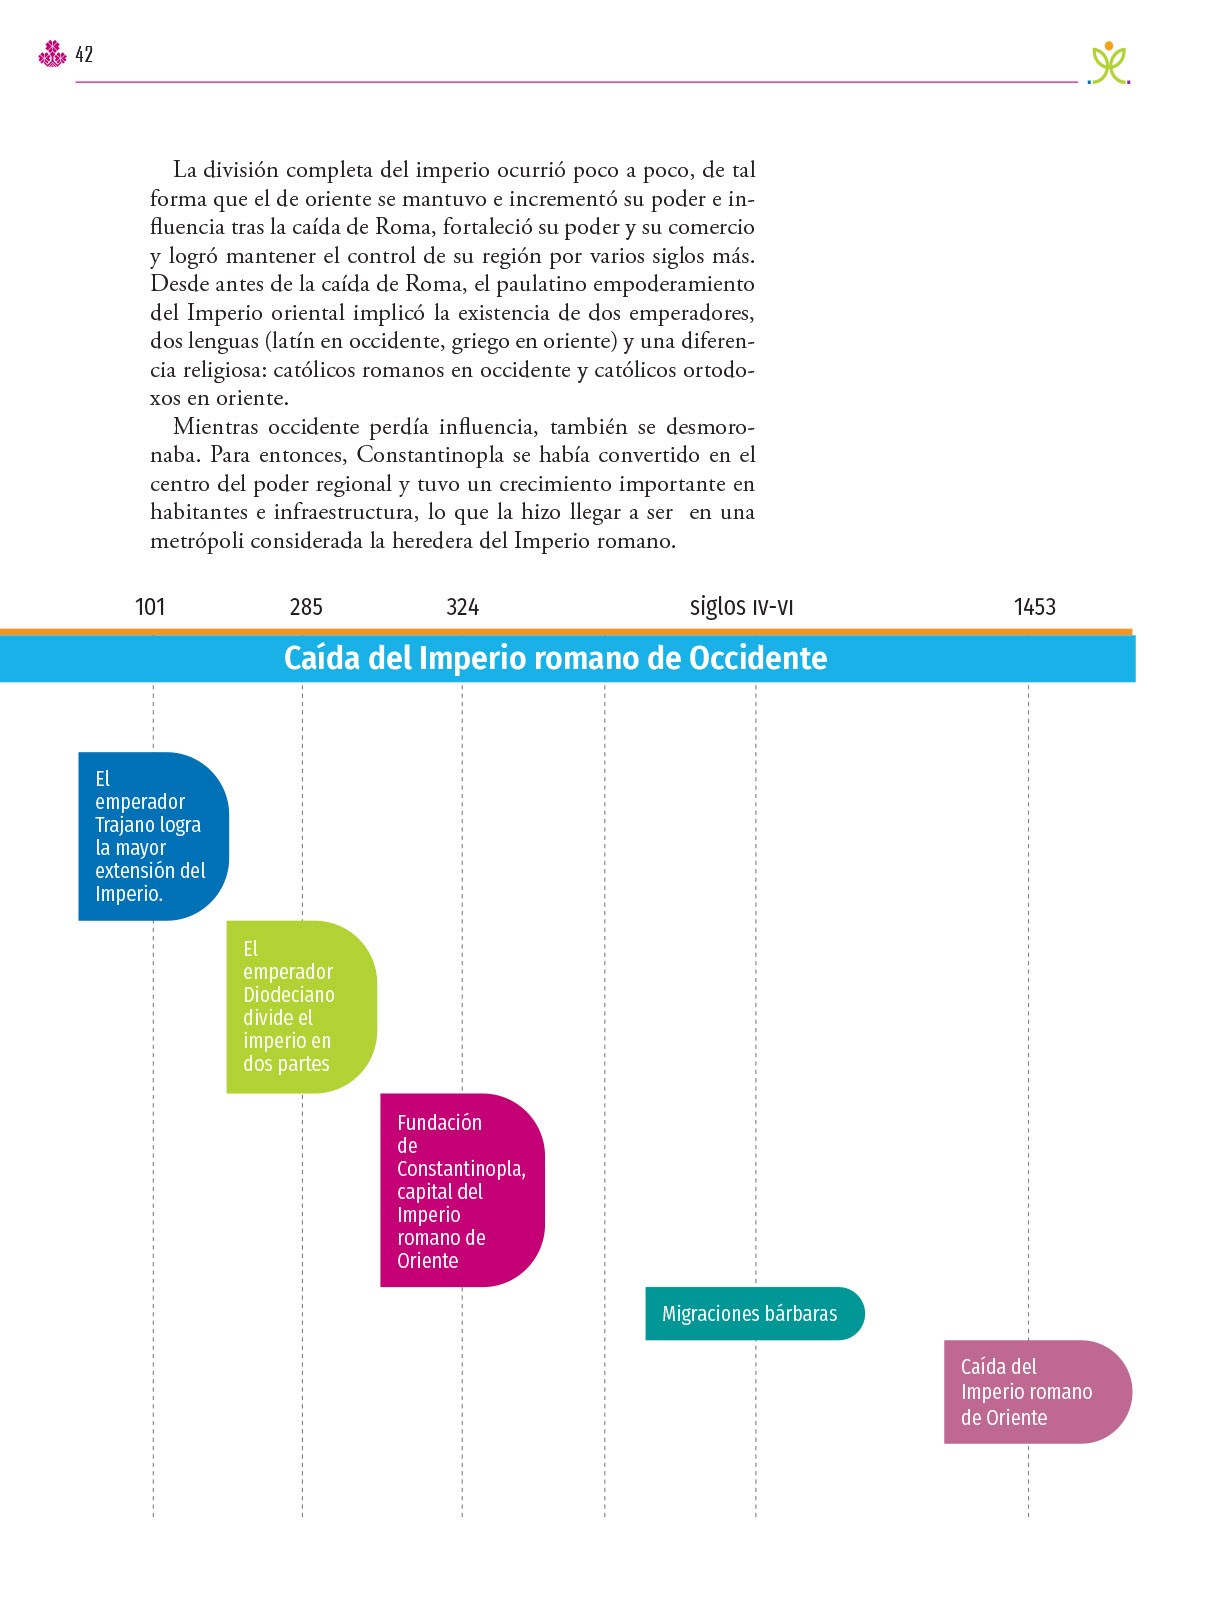 42
La división completa del imperio ocurrió poco a poco, de tal
forma que el de oriente se mantuvo e incrementó su poder e in-
fluencia tras la caída de Roma, fortaleció su poder y su comercio
y logró mantener el control de su región por varios siglos más.
Desde antes de la caída de Roma, el paulatino empoderamiento
del Imperio oriental implicó la existencia de dos emperadores,
dos lenguas (latín en occidente, griego en oriente) y una diferen-
cia religiosa: católicos romanos en occidente y católicos ortodo-
xos en oriente.
Mientras occidente perdía influencia, también se desmoro-
naba. Para entonces, Constantinopla se había convertido en el
centro del poder regional y tuvo un crecimiento importante en
habitantes e infraestructura, lo que la hizo llegar a ser  en una
metrópoli considerada la heredera del Imperio romano.
101 285 324 siglos IV-VI 1453
Caída del Imperio romano de Occidente
El
emperador
Trajano logra
la mayor
extensión del
Imperio.
El
emperador
Diodeciano
divide el
imperio en
dos partes
Fundación
de
Constantinopla,
capital del
Imperio
romano de
Oriente
Migraciones bárbaras
Caída del
Imperio romano
de Oriente